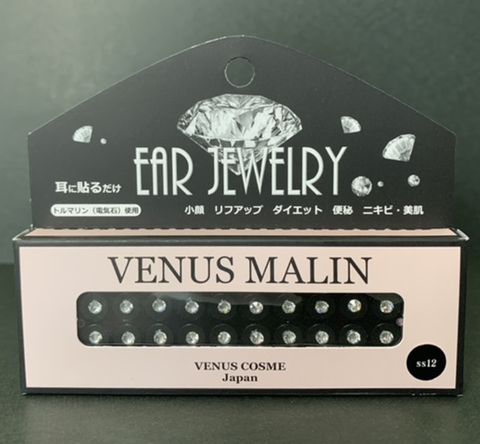 EAR JEWELRY
耳に貼るだけ
トルマリン（電気石）使用
小顔 リフアップ ダイエット 便秘 ニキビ・美肌
VENUS MALIN
VENUS COSME
Japan
ss12